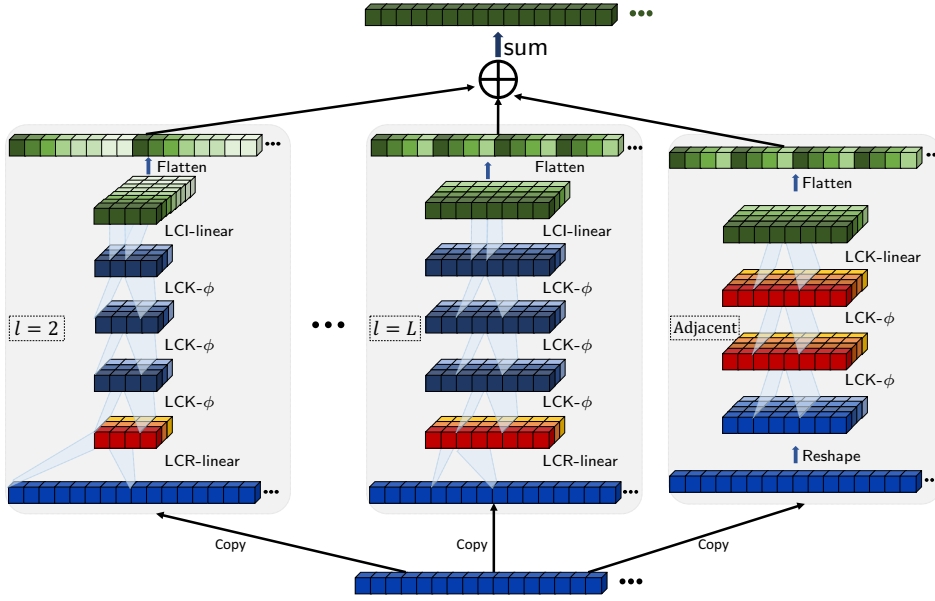 •••
sum
••• ••• •••
Flatten Flatten Flatten
LCI-linear LCI-linear LCK-linear
LCK-ϕ LCK-ϕ LCK-ϕ
l = 2 ••• l = L Adjacent
LCK-ϕ LCK-ϕ LCK-ϕ
LCK-ϕ LCK-ϕ
LCR-linear LCR-linear Reshape
••• ••• •••
Copy Copy Copy
•••